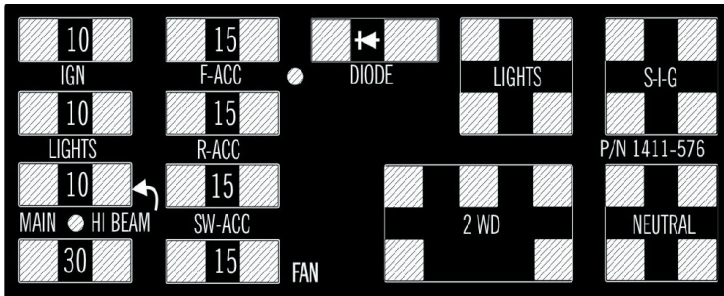 10 15
IGN F-ACC DIODE LIGHTS S-I-G
10 15
LIGHTS R-ACC P/N 1411-576
10 15
MAIN HI BEAM SW-ACC 2 WD NEUTRAL
30 15 FAN